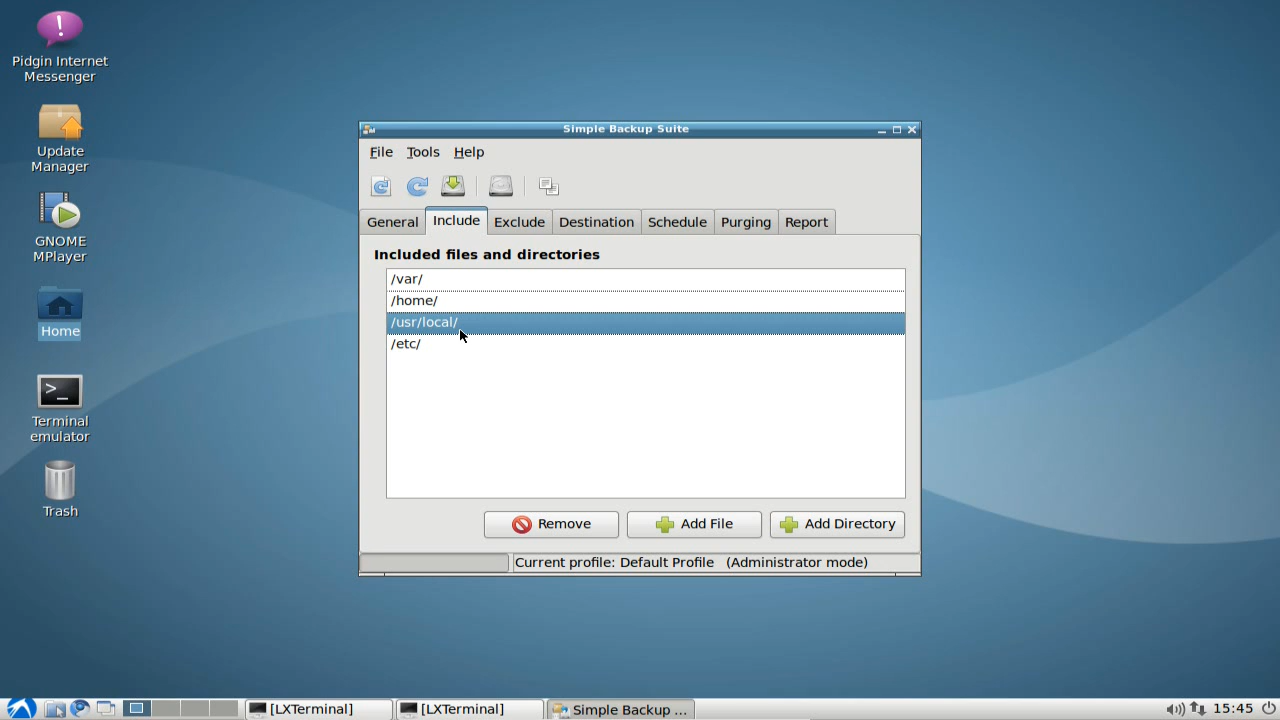 Pidgin Internet
Messenger
Update
Manager
GNOME
MPlayer
Home
Terminal
emulator
Trash
Simple Backup Suite
File Tools Help
General Include Exclude Destination Schedule Purging Report
Included files and directories
/var/
/home/
/usr/local/
/etc/
Remove Add File Add Directory
Current profile: Default Profile (Administrator mode)
[LXTerminal] [LXTerminal] Simple Backup ... 15:45